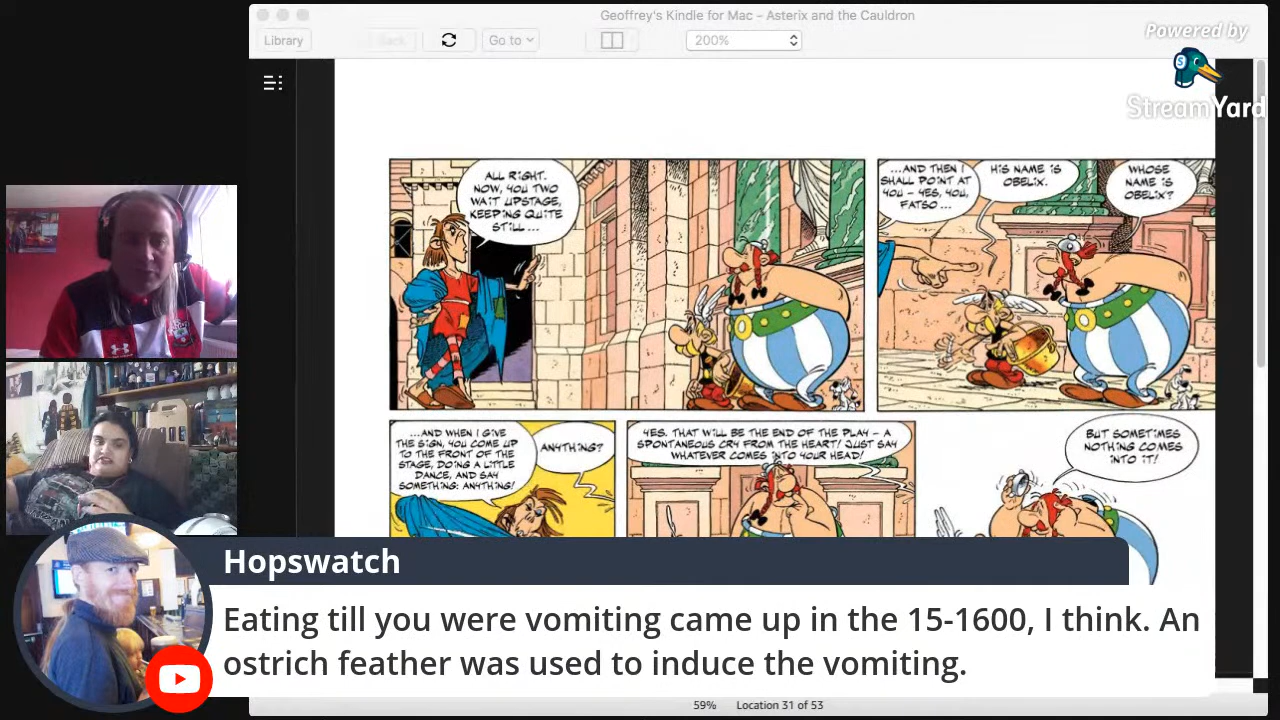 Geoffrey's Kindle for Mac – Asterix and the Cauldron
Library
Back
Go to
200%
Powered by
StreamYard
ALL RIGHT.
NOW, YOU TWO
WAIT UPSTAGE,
KEEPING QUITE
STILL...
...AND THEN I
SHALL POINT AT
YOU – YES, YOU,
FATSO...
HIS NAME IS
OBELIX.
WHOSE
NAME IS
OBELIX?
...AND WHEN I GIVE
THE SIGN, YOU COME UP
TO THE FRONT OF THE
STAGE, DOING A LITTLE
DANCE, AND SAY
SOMETHING: ANYTHING!
ANYTHING?
YES. THAT WILL BE THE END OF THE PLAY – A
SPONTANEOUS CRY FROM THE HEART! JUST SAY
WHATEVER COMES INTO YOUR HEAD!
BUT SOMETIMES
NOTHING COMES
INTO IT!
Hopswatch
Eating till you were vomiting came up in the 15-1600, I think. An
ostrich feather was used to induce the vomiting.
59% Location 31 of 53